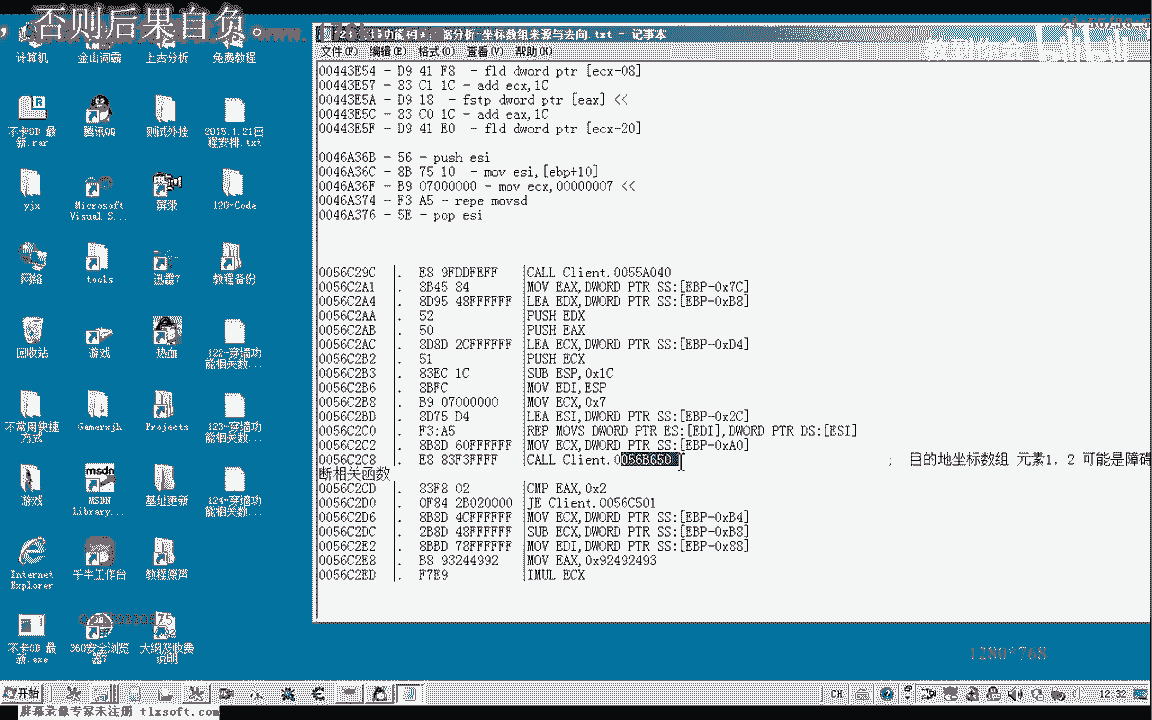 ，否则后果自负。
功能相关
分析-坐标数组来源与去向.txt - 记事本
文件(F) 编辑(E) 格式(O) 查看(V) 帮助(H)
00443E54 - D9 41 F8 - fld dword ptr [ecx-08]
00443E57 - 83 C1 1C - add ecx,1C
00443E5A - D9 18 - fstp dword ptr [eax] <<
00443E5C - 83 C0 1C - add eax,1C
00443E5F - D9 41 E0 - fld dword ptr [ecx-20]
0046A36B - 56 - push esi
0046A36C - 8B 75 10 - mov esi,[ebp+10]
0046A36F - B9 07000000 - mov ecx,00000007 <<
0046A374 - F3 A5 - repe movsd
0046A376 - 5E - pop esi
0056C29C |. E8 9FDDFEFF |CALL Client.0055A040
0056C2A1 |. 8B45 84 |MOV EAX,DWORD PTR SS:[EBP-0x7C]
0056C2A4 |. 8D95 48FFFFFF |LEA EDX,DWORD PTR SS:[EBP-0xB8]
0056C2AA |. 52 |PUSH EDX
0056C2AB |. 50 |PUSH EAX
0056C2AC |. 8D8D 2CFFFFFF |LEA ECX,DWORD PTR SS:[EBP-0xD4]
0056C2B2 |. 51 |PUSH ECX
0056C2B3 |. 83EC 1C |SUB ESP,0x1C
0056C2B6 |. 8BFC |MOV EDI,ESP
0056C2B8 |. B9 07000000 |MOV ECX,0x7
0056C2BD |. 8D75 D4 |LEA ESI,DWORD PTR SS:[EBP-0x2C]
0056C2C0 |. F3:A5 |REP MOVS DWORD PTR ES:[EDI],DWORD PTR DS:[ESI]
0056C2C2 |. 8B8D 60FFFFFF |MOV ECX,DWORD PTR SS:[EBP-0xA0]
0056C2C8 |. E8 83F3FFFF |CALL Client.0056B650 ; 目的地坐标数组 元素1，2 可能是障碍
断相关函数
0056C2CD |. 83F8 02 |CMP EAX,0x2
0056C2D0 |. 0F84 2B020000 |JE Client.0056C501
0056C2D6 |. 8B8D 4CFFFFFF |MOV ECX,DWORD PTR SS:[EBP-0xB4]
0056C2DC |. 2B8D 48FFFFFF |SUB ECX,DWORD PTR SS:[EBP-0xB8]
0056C2E2 |. 8BBD 78FFFFFF |MOV EDI,DWORD PTR SS:[EBP-0x88]
0056C2E8 |. B8 93244992 |MOV EAX,0x92492493
0056C2ED |. F7E9 |IMUL ECX
计算机 金山词霸 上古分析 免费教程
不卡CD 最新.rar 腾讯QQ 测试外挂 2015.1.21日
yjx Microsoft Visual S... 屏录 120-Code
网络 tools 迅雷7 教程备份
回收站 游戏 热血 122-穿墙功能相关数...
不常用快捷方式 Gamerxjh Projects 123-穿墙功能相关数...
游戏 MSDN Library... 基址更新 124-穿墙功能相关数...
Internet Explorer 千牛工作台 教程原声
不卡CD 最新.exe 360安全浏览器7 大纲及收费说明
1280*768
开始 CH 12:32
屏幕录像专家未注册 tlxsoft.com